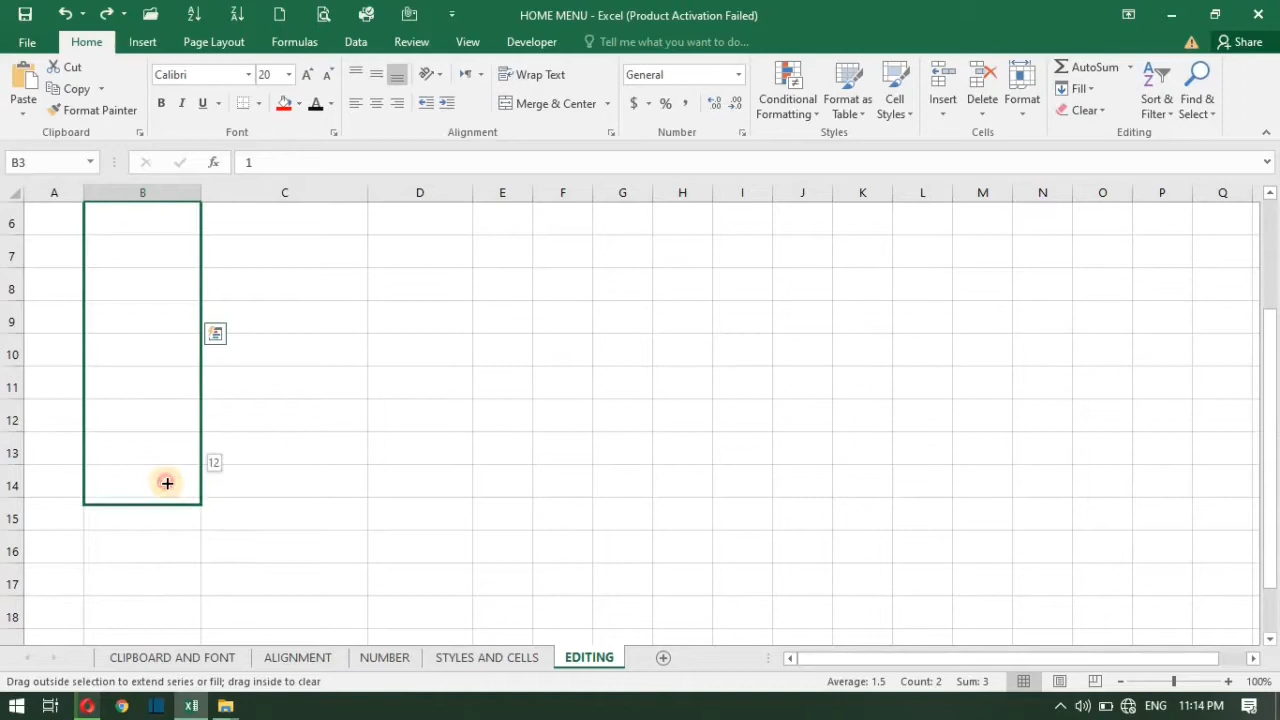 HOME MENU - Excel (Product Activation Failed)
File Home Insert Page Layout Formulas Data Review View Developer Tell me what you want to do... Share
Paste
Cut
Copy
Format Painter
Clipboard
Calibri 20
B I U
A
Font
Wrap Text
Merge & Center
Alignment
General
$ % ,
Number
Conditional Formatting
Format as Table
Cell Styles
Styles
Insert
Delete
Format
Cells
AutoSum
Fill
Clear
Sort & Filter
Find & Select
Editing
B3 fx 1
A B C D E F G H I J K L M N O P Q
6
7
8
9
10
11
12
13
12
14
15
16
17
18
CLIPBOARD AND FONT ALIGNMENT NUMBER STYLES AND CELLS EDITING
Drag outside selection to extend series or fill; drag inside to clear Average: 1.5 Count: 2 Sum: 3 100%
ENG 11:14 PM